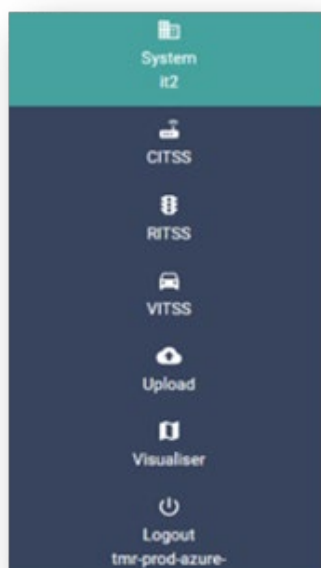 System
it2
CITSS
RITSS
VITSS
Upload
Visualiser
Logout
tmr-prod-azure-